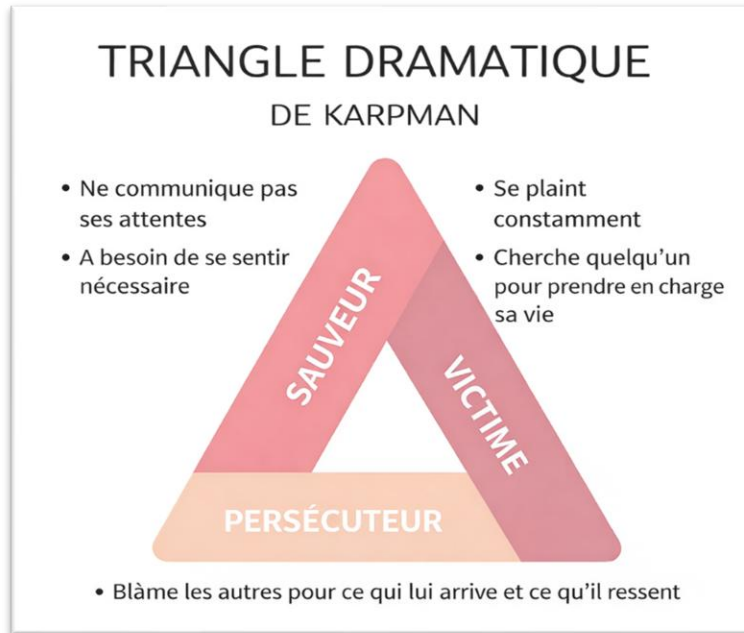 TRIANGLE DRAMATIQUE
DE KARPMAN
• Ne communique pas
ses attentes
• A besoin de se sentir
nécessaire
• Se plaint
constamment
• Cherche quelqu'un
pour prendre en charge
sa vie
SAUVEUR
VICTIME
PERSÉCUTEUR
• Blâme les autres pour ce qui lui arrive et ce qu'il ressent